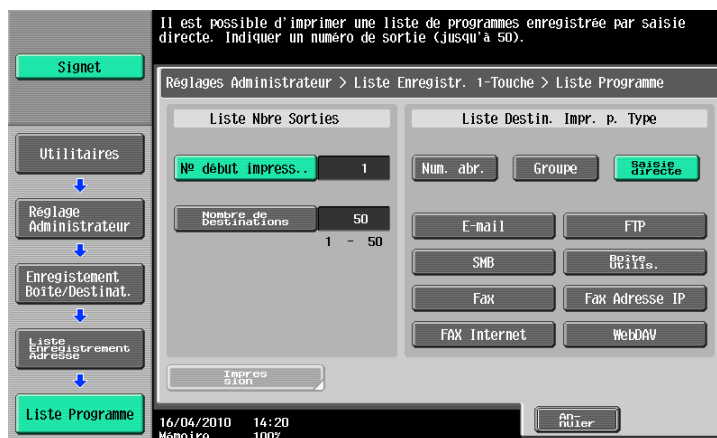 Il est possible d'imprimer une liste de programmes enregistrée par saisie
directe. Indiquer un numéro de sortie (jusqu'à 50).
Signet
Réglages Administrateur > Liste Enregistr. 1-Touche > Liste Programme
Liste Nbre Sorties
Liste Destin. Impr. p. Type
Utilitaires
Nº début impress..
1
Num. abr.
Groupe
Saisie
directe
Réglage
Administrateur
Nombre de
Destinations
50
1 - 50
E-mail
FTP
SMB
Boîte
Utilis.
Enregistement
Boîte/Destinat.
Fax
Fax Adresse IP
Liste
Enregistrement
Adresse
FAX Internet
WebDAV
Impres
sion
Liste Programme
16/04/2010 14:20
Mémoire 100%
An-
nuler